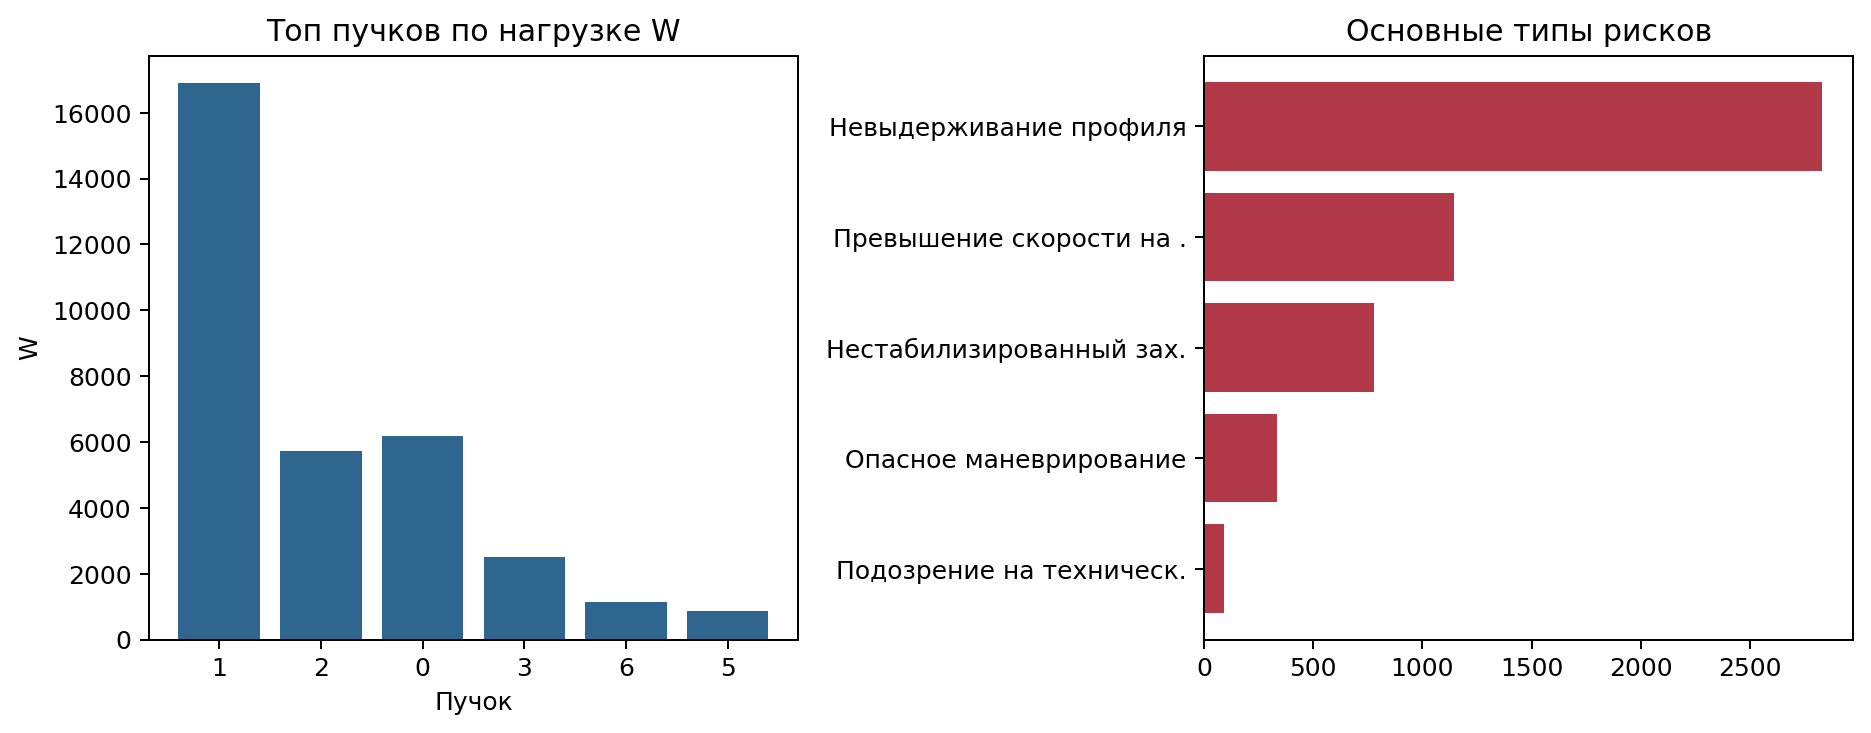 Топ пучков по нагрузке W
16000
14000
12000
10000
8000
6000
4000
2000
0
W
1 2 0 3 6 5
Пучок
Основные типы рисков
Невыдерживание профиля
Превышение скорости на .
Нестабилизированный зах.
Опасное маневрирование
Подозрение на техническ.
0 500 1000 1500 2000 2500